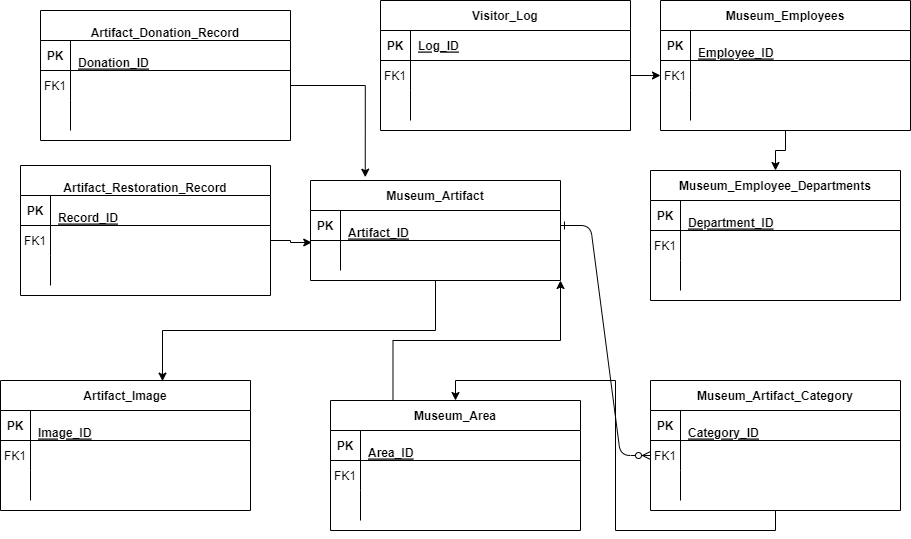 Artifact_Donation_Record
PK
Donation_ID
FK1
Visitor_Log
PK
Log_ID
FK1
Museum_Employees
PK
Employee_ID
FK1
Artifact_Restoration_Record
PK
Record_ID
FK1
Museum_Artifact
PK
Artifact_ID
Museum_Employee_Departments
PK
Department_ID
FK1
Artifact_Image
PK
Image_ID
FK1
Museum_Area
PK
Area_ID
FK1
Museum_Artifact_Category
PK
Category_ID
FK1